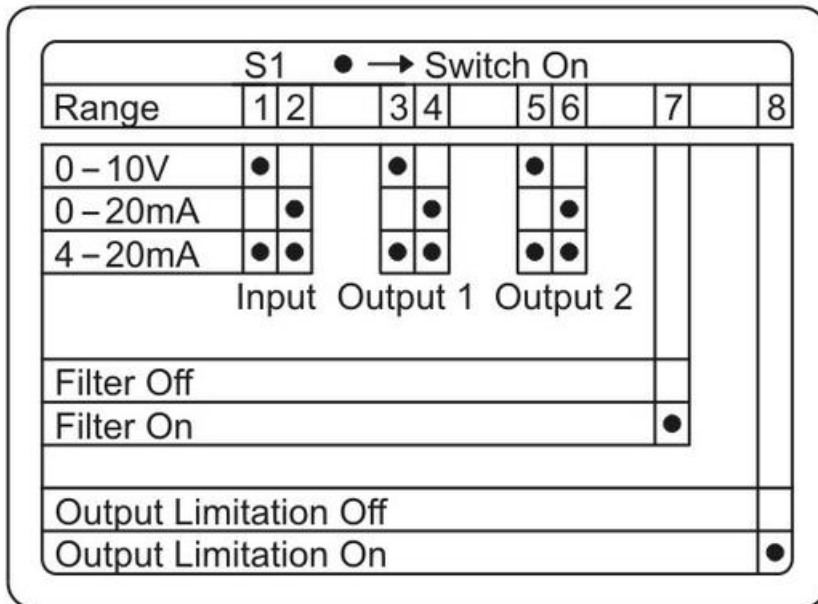 S1 ● → Switch On
Range 1 2 3 4 5 6 7 8
0 – 10V ● ● ●
0 – 20mA ● ● ●
4 – 20mA ● ● ● ● ● ●
Input Output 1 Output 2
Filter Off
Filter On ●
Output Limitation Off
Output Limitation On ●